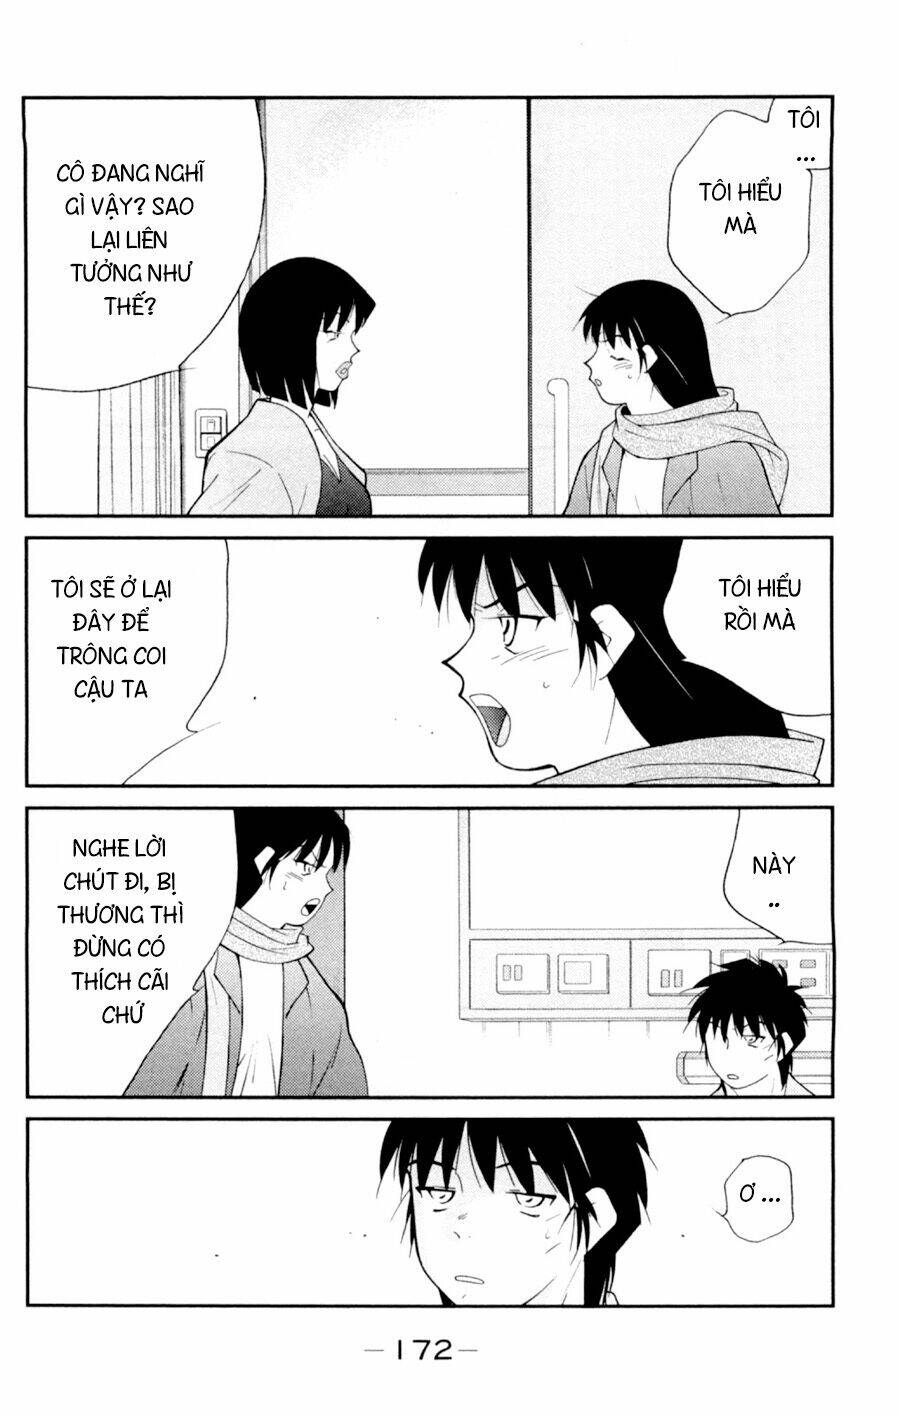 TÔI
...
TÔI HIỂU
MÀ
CÔ ĐANG NGHĨ
GÌ VẬY? SAO
LẠI LIÊN
TƯỞNG NHƯ
THẾ?
TÔI HIỂU
RỒI MÀ
TÔI SẼ Ở LẠI
ĐÂY ĐỂ
TRÔNG COI
CẬU TA
NÀY
..
NGHE LỜI
CHÚT ĐI, BỊ
THƯƠNG THÌ
ĐỪNG CÓ
THÍCH CÃI
CHỨ
Ơ ...
- 172 -